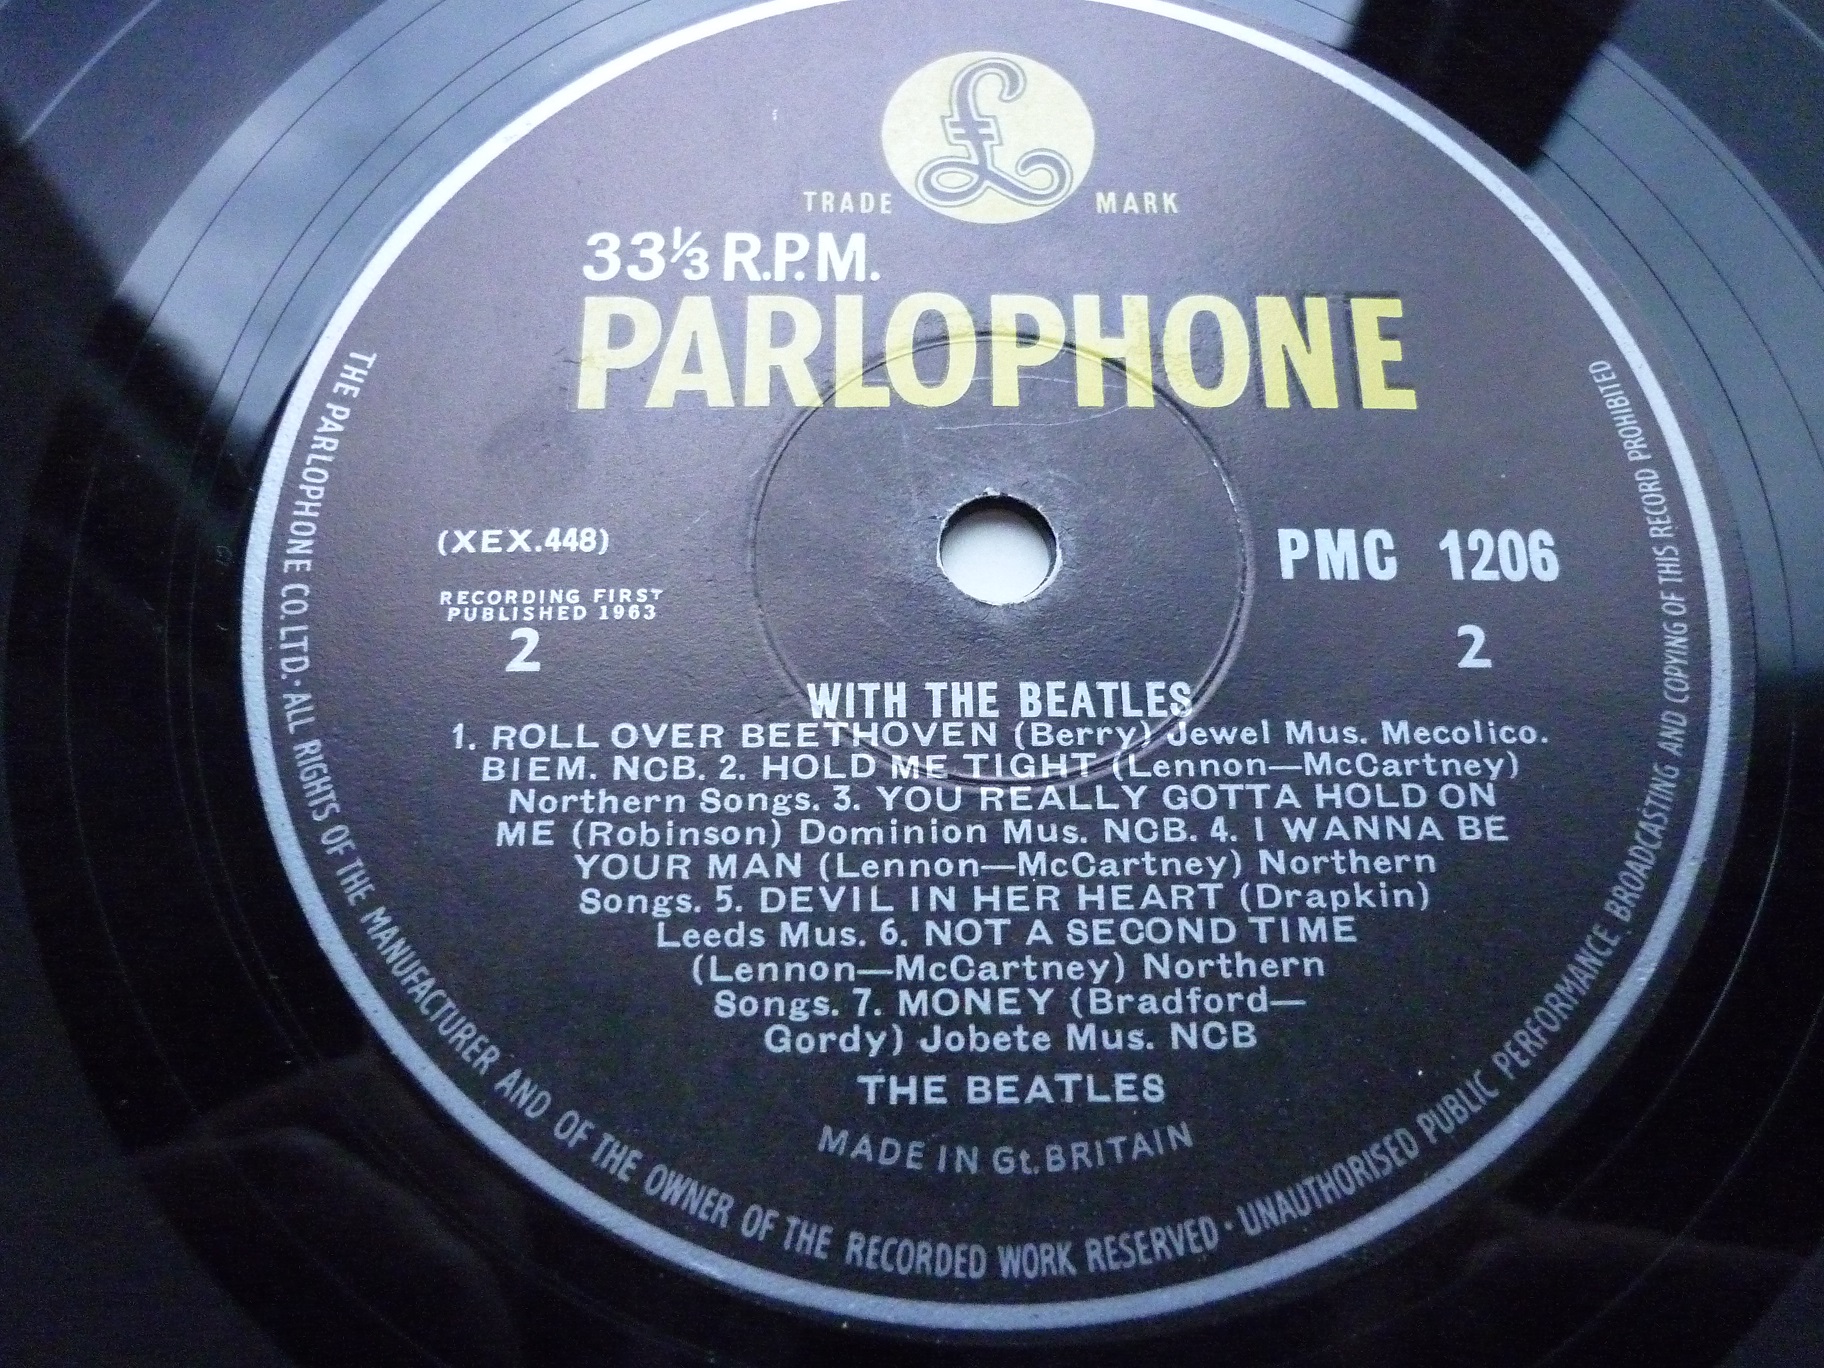 £
TRADE MARK
33⅓ R.P.M.
PARLOPHONE
(XEX.448)
PMC 1206
RECORDING FIRST
PUBLISHED 1963
2
2
WITH THE BEATLES
1. ROLL OVER BEETHOVEN (Berry) Jewel Mus. Mecolico.
BIEM. NCB. 2. HOLD ME TIGHT (Lennon—McCartney)
Northern Songs. 3. YOU REALLY GOTTA HOLD ON
ME (Robinson) Dominion Mus. NCB. 4. I WANNA BE
YOUR MAN (Lennon—McCartney) Northern
Songs. 5. DEVIL IN HER HEART (Drapkin)
Leeds Mus. 6. NOT A SECOND TIME
(Lennon—McCartney) Northern
Songs. 7. MONEY (Bradford—
Gordy) Jobete Mus. NCB
THE BEATLES
MADE IN Gt. BRITAIN
THE PARLOPHONE CO. LTD. · ALL RIGHTS OF THE MANUFACTURER AND OF THE OWNER OF THE RECORDED WORK RESERVED · UNAUTHORISED PUBLIC PERFORMANCE BROADCASTING AND COPYING OF THIS RECORD PROHIBITED